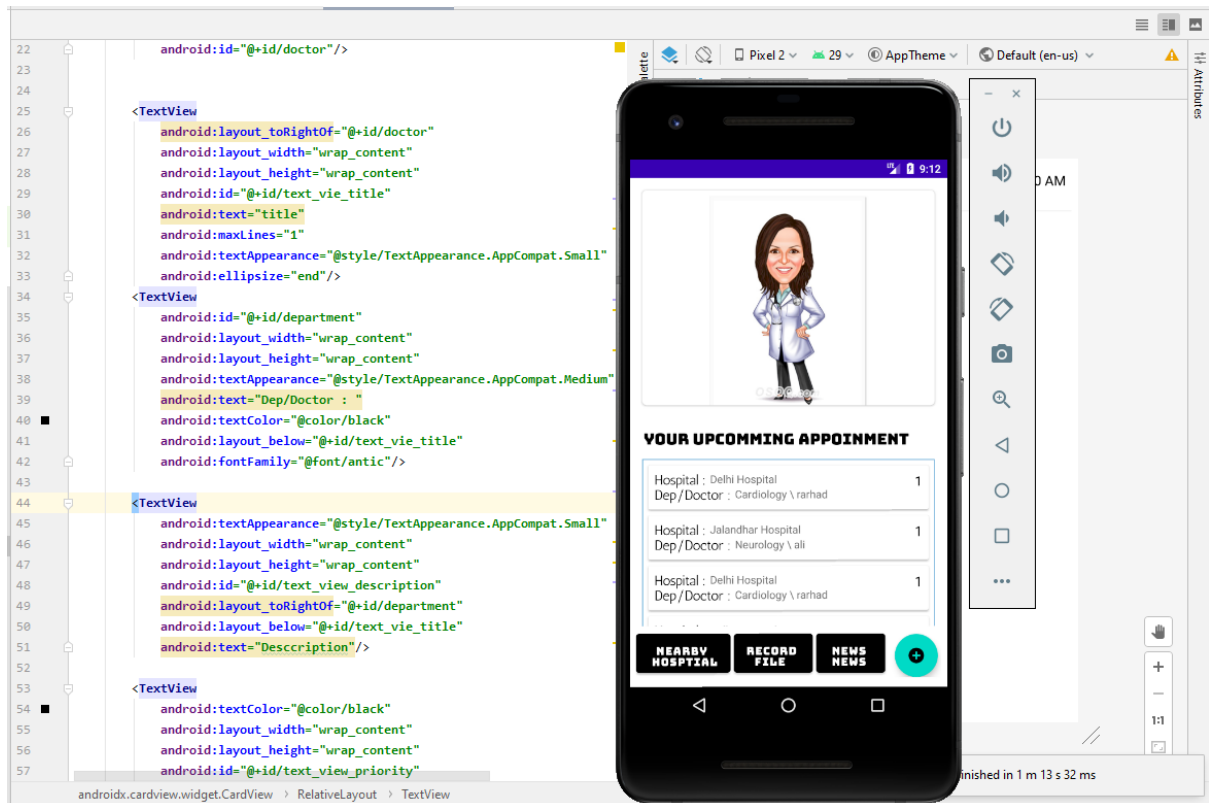 Pixel 2
29
AppTheme
Default (en-us)
Attributes
22 android:id="@+id/doctor"/>
23
24
25 <TextView
26 android:layout_toRightOf="@+id/doctor"
27 android:layout_width="wrap_content"
28 android:layout_height="wrap_content"
29 android:id="@+id/text_vie_title"
30 android:text="title"
31 android:maxLines="1"
32 android:textAppearance="@style/TextAppearance.AppCompat.Small"
33 android:ellipsize="end"/>
34 <TextView
35 android:id="@+id/department"
36 android:layout_width="wrap_content"
37 android:layout_height="wrap_content"
38 android:textAppearance="@style/TextAppearance.AppCompat.Medium"
39 android:text="Dep/Doctor : "
40 android:textColor="@color/black"
41 android:layout_below="@+id/text_vie_title"
42 android:fontFamily="@font/antic"/>
43
44 <TextView
45 android:textAppearance="@style/TextAppearance.AppCompat.Small"
46 android:layout_width="wrap_content"
47 android:layout_height="wrap_content"
48 android:id="@+id/text_view_description"
49 android:layout_toRightOf="@+id/department"
50 android:layout_below="@+id/text_vie_title"
51 android:text="Desccription"/>
52
53 <TextView
54 android:textColor="@color/black"
55 android:layout_width="wrap_content"
56 android:layout_height="wrap_content"
57 android:id="@+id/text_view_priority"
androidx.cardview.widget.CardView > RelativeLayout > TextView
LTE 9:12
YOUR UPCOMMING APPOINMENT
Hospital : Delhi Hospital 1
Dep/Doctor : Cardiology \ rarhad
Hospital : Jalandhar Hospital 1
Dep/Doctor : Neurology \ ali
Hospital : Delhi Hospital 1
Dep/Doctor : Cardiology \ rarhad
NEARBY
HOSPTIAL
RECORD
FILE
NEWS
NEWS
0 AM
1:1
inished in 1 m 13 s 32 ms